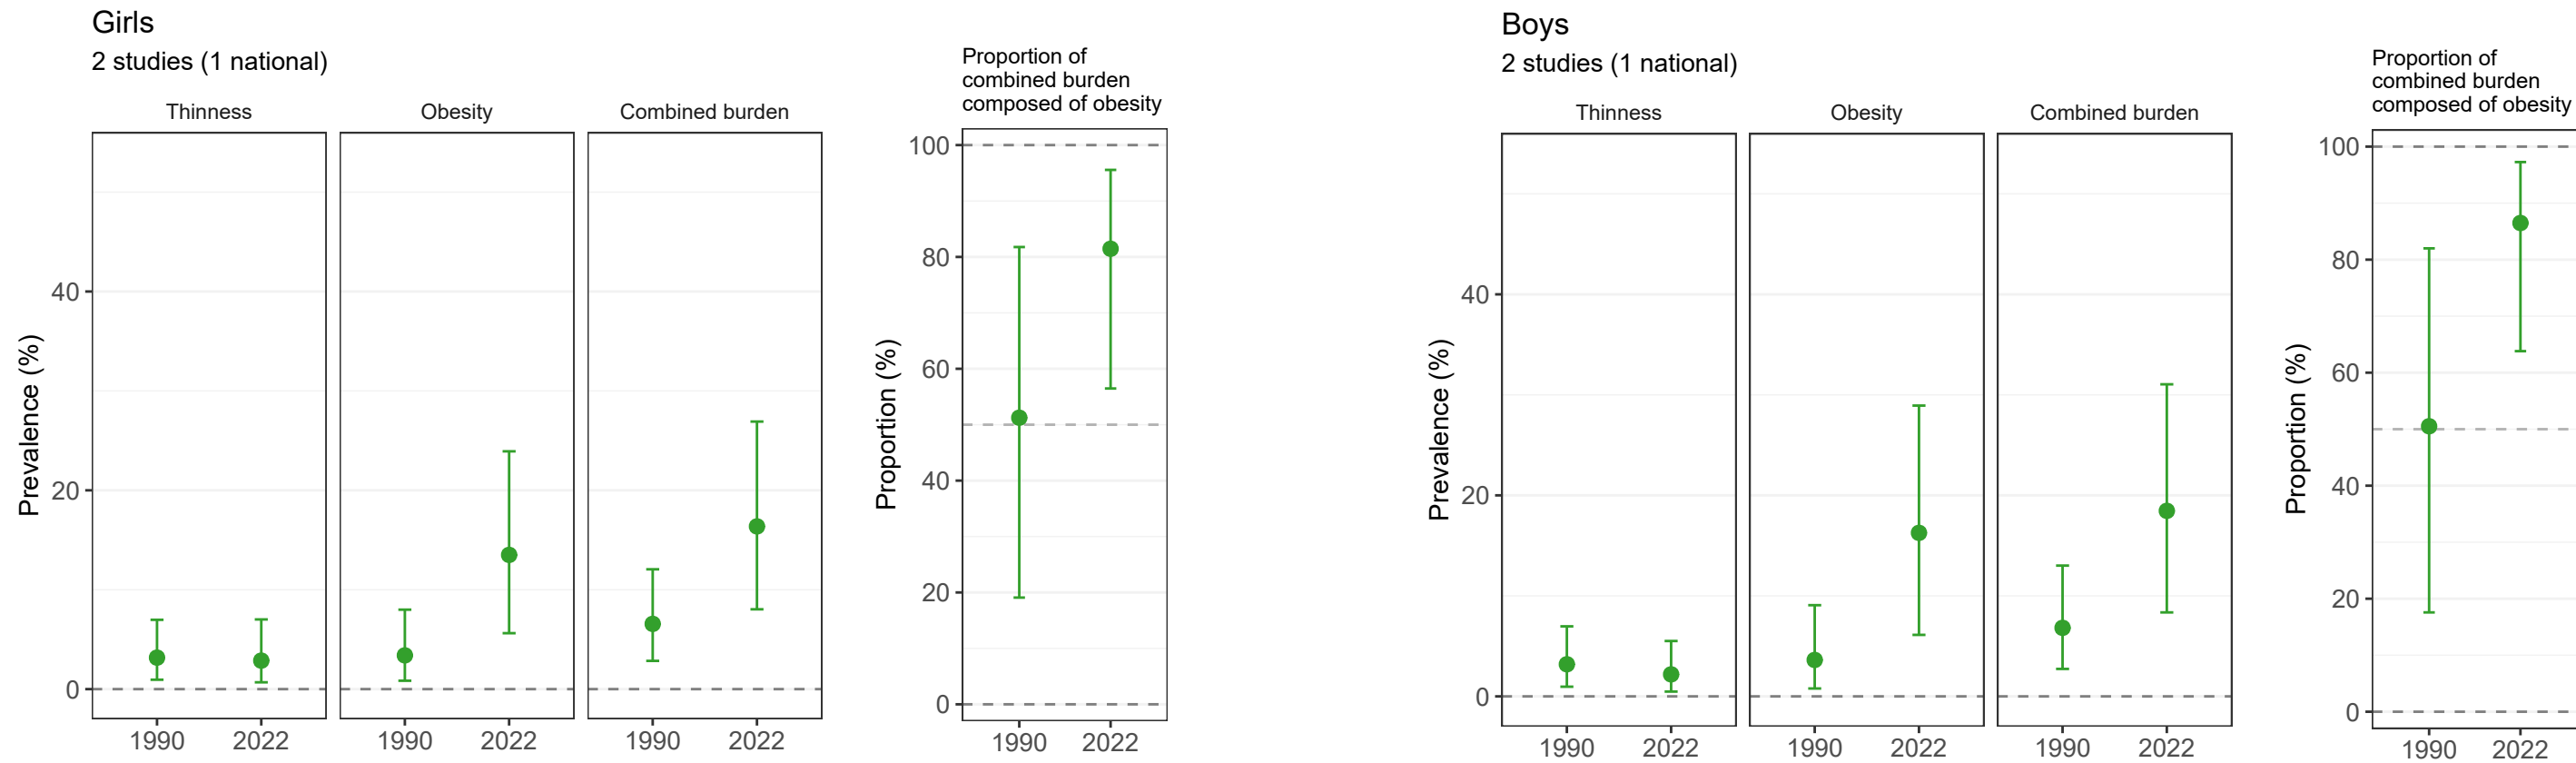 Girls
2 studies (1 national)
Thinness
Obesity
Combined burden
Prevalence (%)
40
20
0
1990 2022
1990 2022
1990 2022
Proportion of
combined burden
composed of obesity
Proportion (%)
100
80
60
40
20
0
1990 2022
Boys
2 studies (1 national)
Thinness
Obesity
Combined burden
Prevalence (%)
40
20
0
1990 2022
1990 2022
1990 2022
Proportion of
combined burden
composed of obesity
Proportion (%)
100
80
60
40
20
0
1990 2022